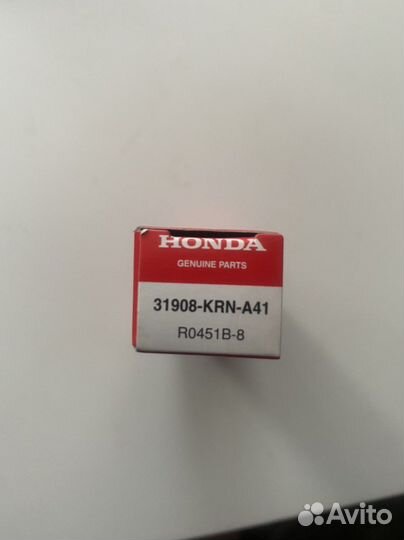 HONDA
GENUINE PARTS
31908-KRN-A41
R0451B-8
Avito